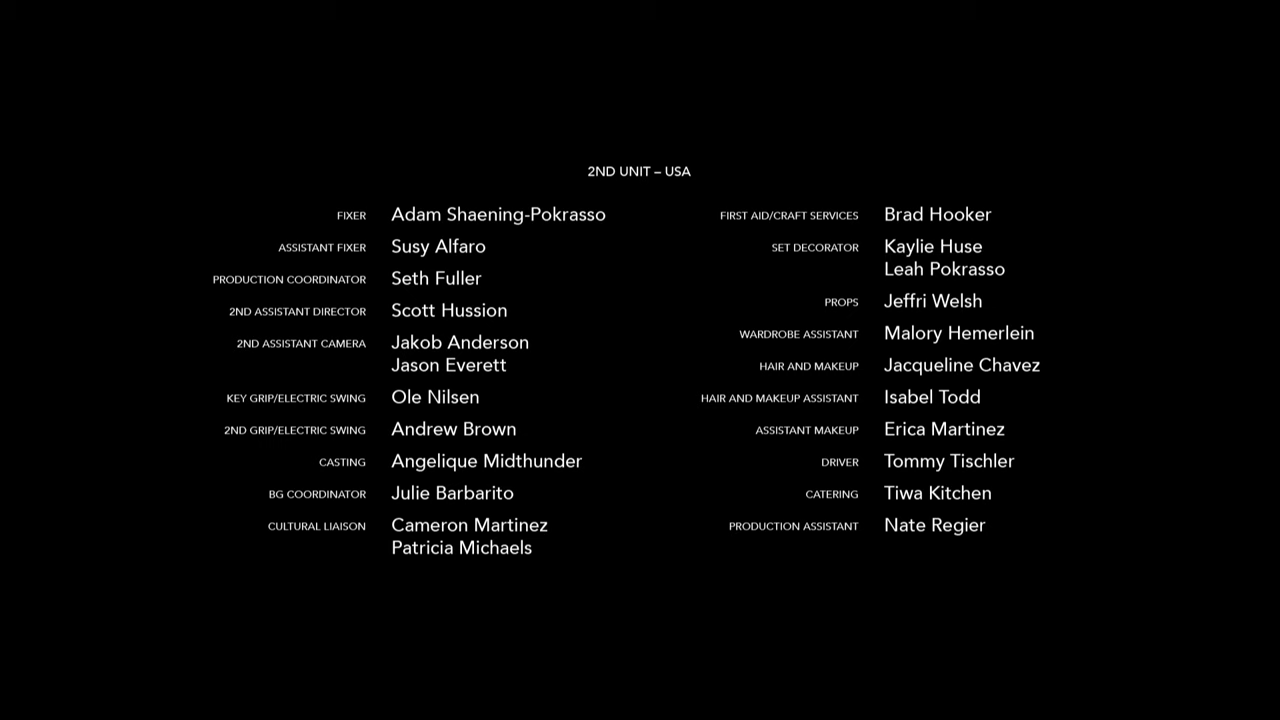 2ND UNIT – USA
FIXER Adam Shaening-Pokrasso
ASSISTANT FIXER Susy Alfaro
PRODUCTION COORDINATOR Seth Fuller
2ND ASSISTANT DIRECTOR Scott Hussion
2ND ASSISTANT CAMERA Jakob Anderson
Jason Everett
KEY GRIP/ELECTRIC SWING Ole Nilsen
2ND GRIP/ELECTRIC SWING Andrew Brown
CASTING Angelique Midthunder
BG COORDINATOR Julie Barbarito
CULTURAL LIAISON Cameron Martinez
Patricia Michaels
FIRST AID/CRAFT SERVICES Brad Hooker
SET DECORATOR Kaylie Huse
Leah Pokrasso
PROPS Jeffri Welsh
WARDROBE ASSISTANT Malory Hemerlein
HAIR AND MAKEUP Jacqueline Chavez
HAIR AND MAKEUP ASSISTANT Isabel Todd
ASSISTANT MAKEUP Erica Martinez
DRIVER Tommy Tischler
CATERING Tiwa Kitchen
PRODUCTION ASSISTANT Nate Regier